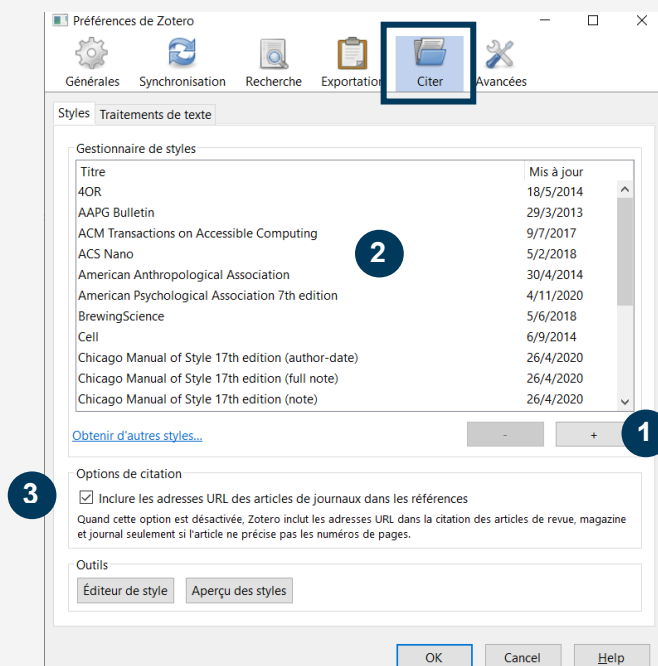 Préférences de Zotero
Générales Synchronisation Recherche Exportation Citer Avancées
Styles Traitements de texte
Gestionnaire de styles
Titre Mis à jour
4OR 18/5/2014
AAPG Bulletin 29/3/2013
ACM Transactions on Accessible Computing 9/7/2017
ACS Nano 5/2/2018
2
American Anthropological Association 30/4/2014
American Psychological Association 7th edition 4/11/2020
BrewingScience 5/6/2018
Cell 6/9/2014
Chicago Manual of Style 17th edition (author-date) 26/4/2020
Chicago Manual of Style 17th edition (full note) 26/4/2020
Chicago Manual of Style 17th edition (note) 26/4/2020
Obtenir d'autres styles... - + 1
Options de citation
3
Inclure les adresses URL des articles de journaux dans les références
Quand cette option est désactivée, Zotero inclut les adresses URL dans la citation des articles de revue, magazine
et journal seulement si l'article ne précise pas les numéros de pages.
Outils
Éditeur de style Aperçu des styles
OK Cancel Help